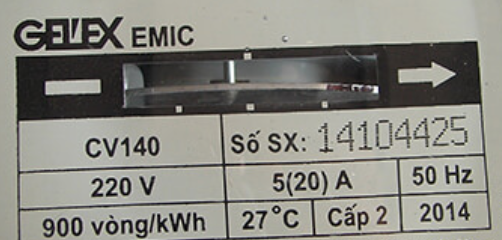 GELEX EMIC
CV140 Số SX: 14104425
220 V 5(20) A 50 Hz
900 vòng/kWh 27°C Cấp 2 2014